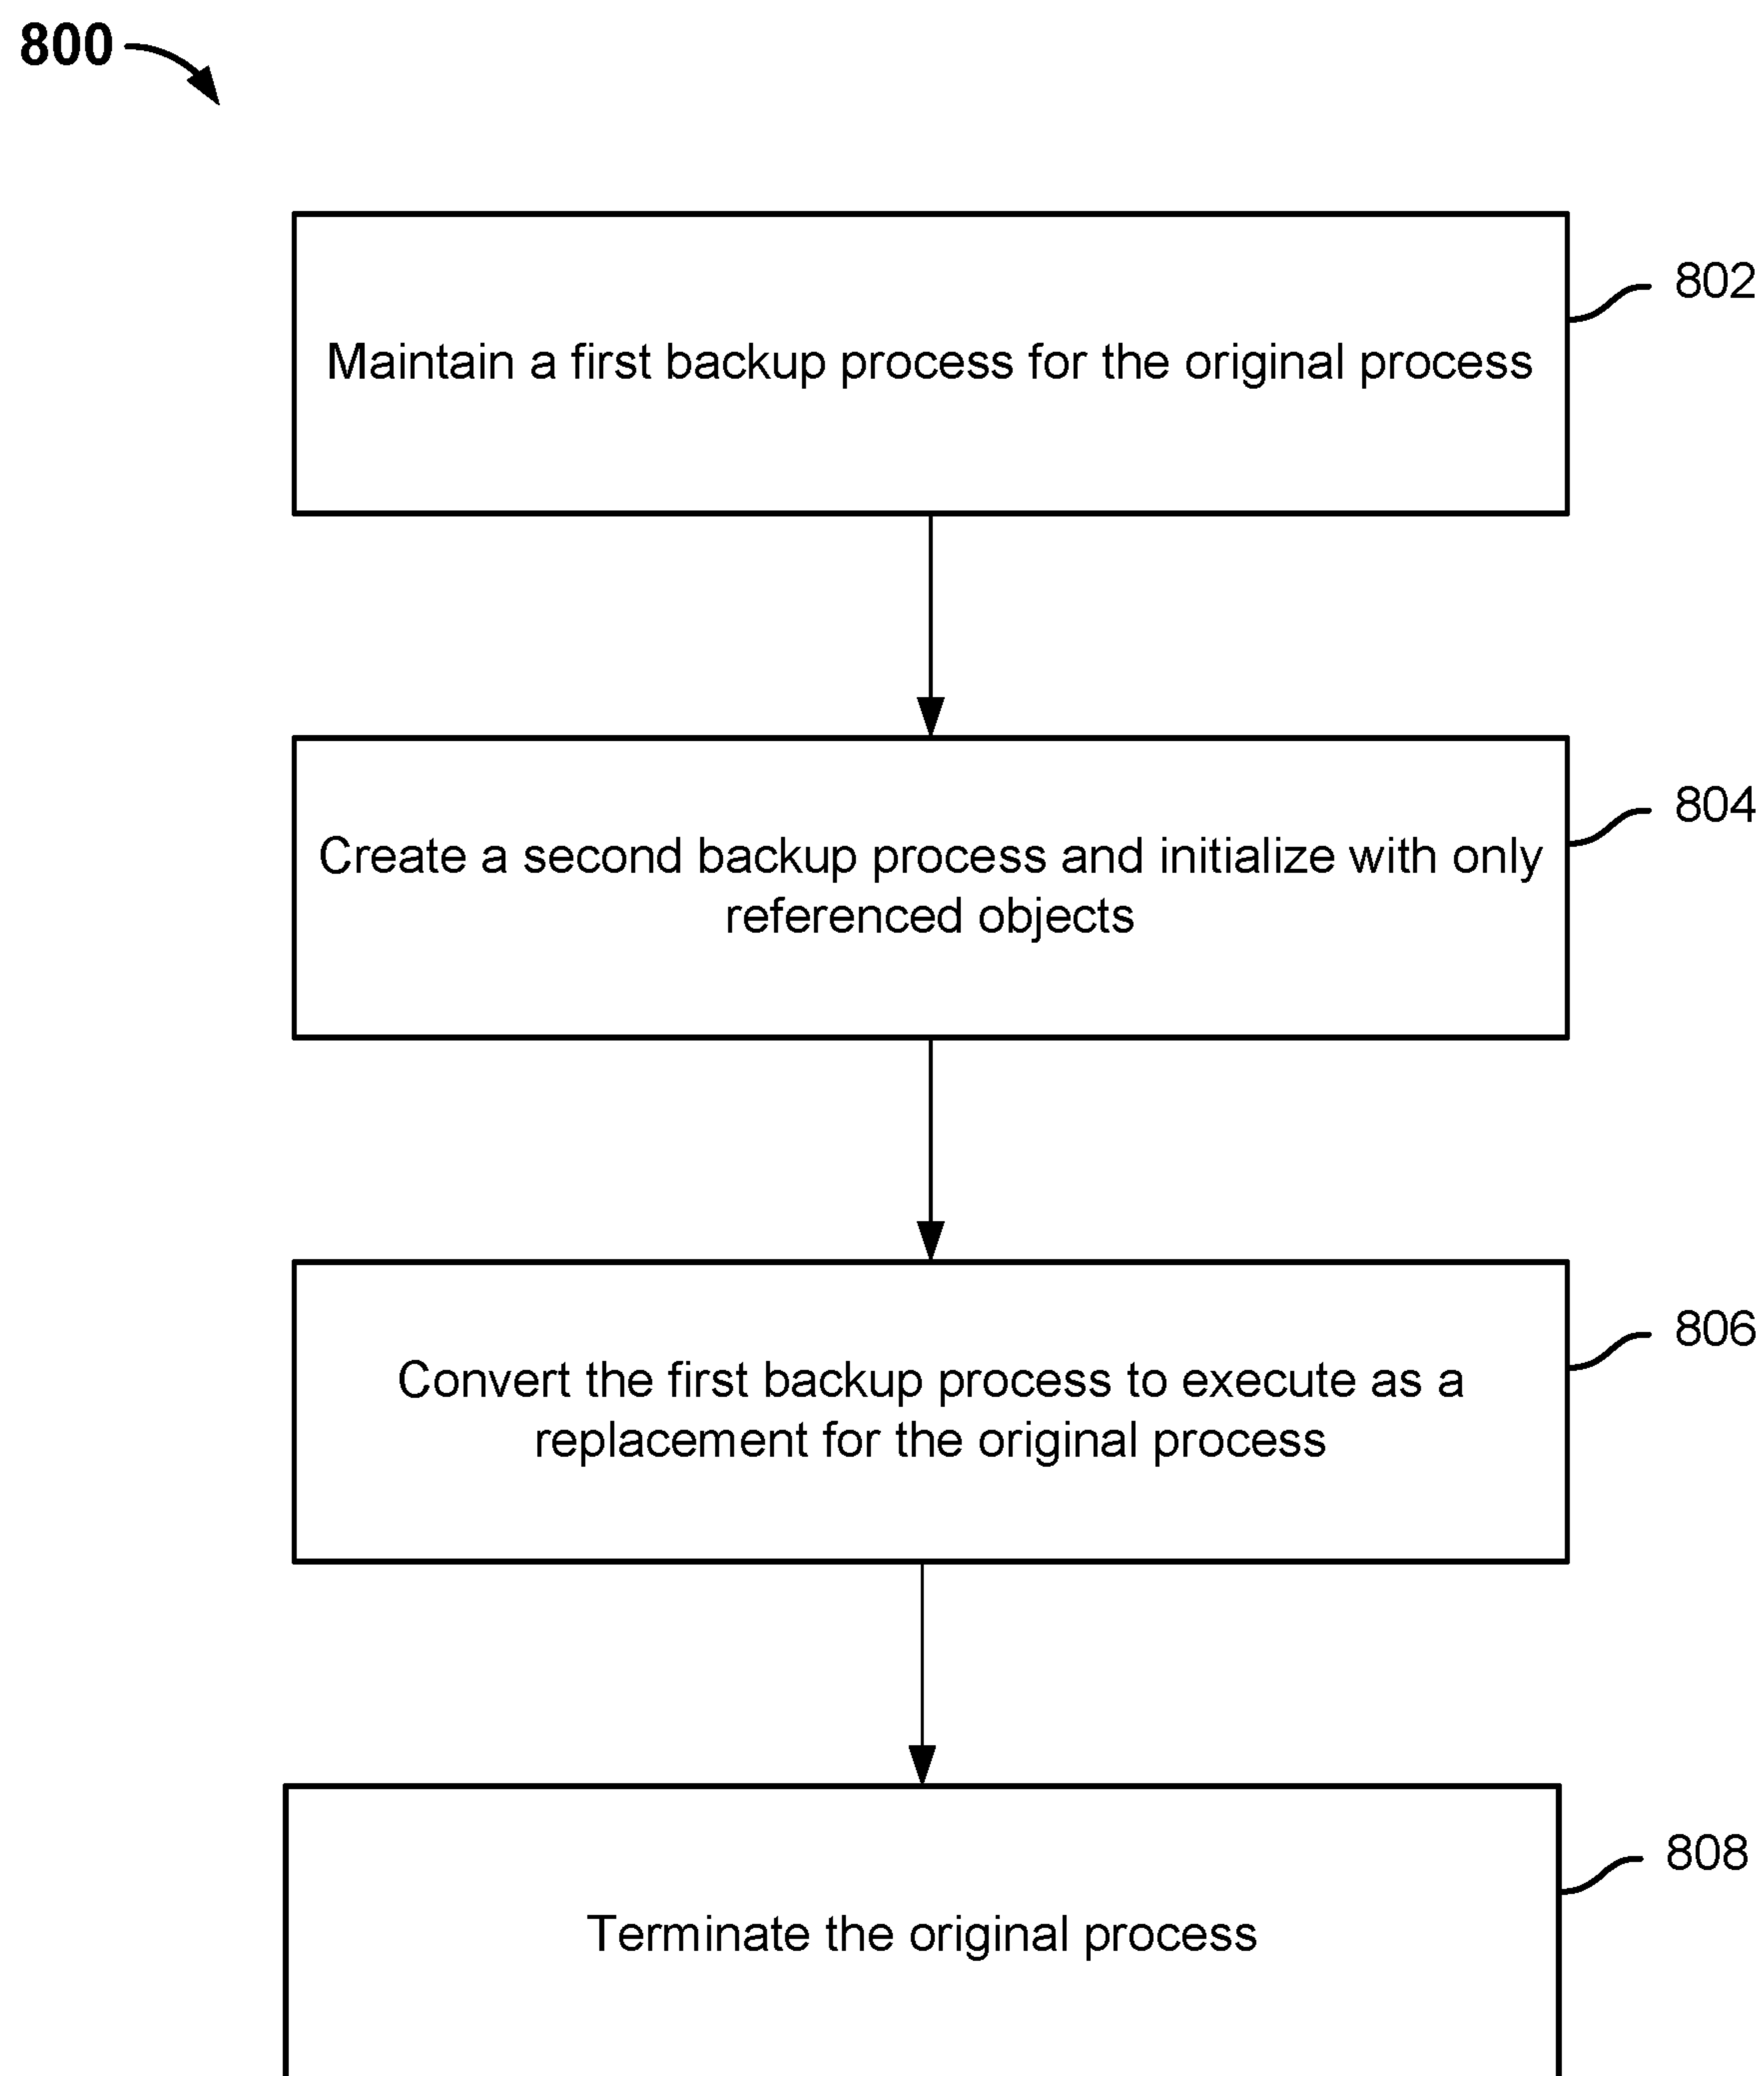 800
Maintain a first backup process for the original process
802
Create a second backup process and initialize with only
referenced objects
804
Convert the first backup process to execute as a
replacement for the original process
806
Terminate the original process
808